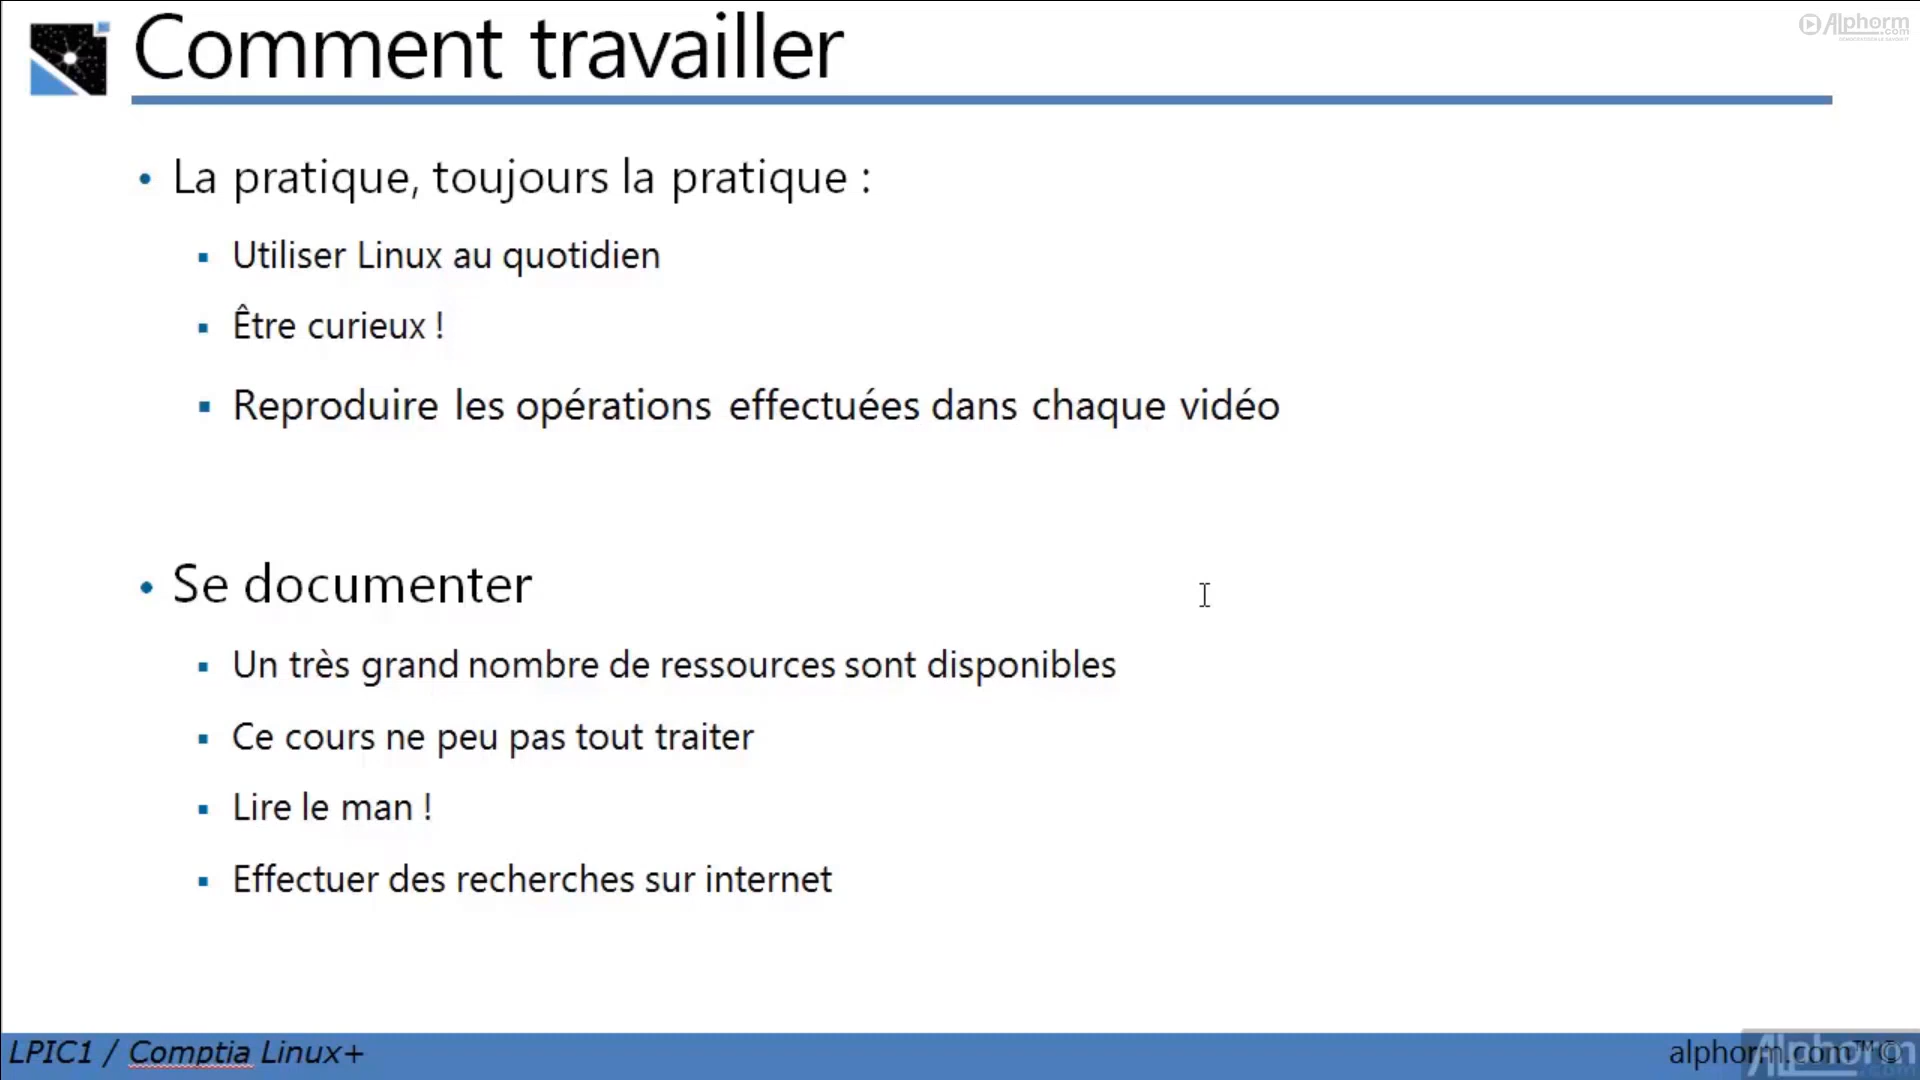 Comment travailler
Alphorm.com
• La pratique, toujours la pratique :
▪ Utiliser Linux au quotidien
▪ Être curieux !
▪ Reproduire les opérations effectuées dans chaque vidéo
• Se documenter
▪ Un très grand nombre de ressources sont disponibles
▪ Ce cours ne peu pas tout traiter
▪ Lire le man !
▪ Effectuer des recherches sur internet
LPIC1 / Comptia Linux+
alphorm.com™©
Alphorm